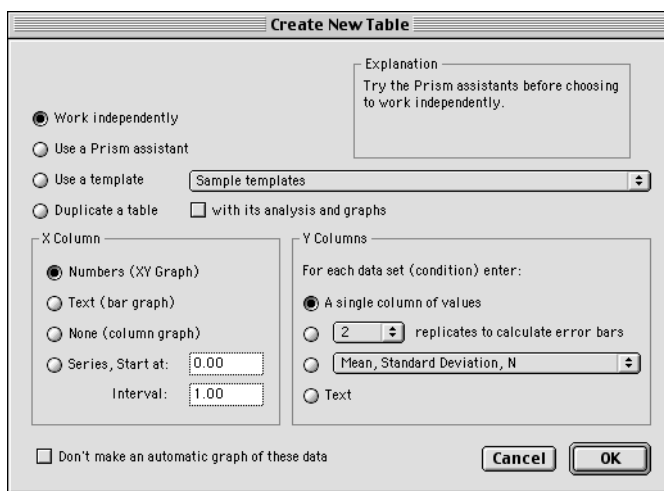 Create New Table
Explanation
Try the Prism assistants before choosing
to work independently.
Work independently
Use a Prism assistant
Use a template
Sample templates
Duplicate a table
with its analysis and graphs
X Column
Numbers (XY Graph)
Text (bar graph)
None (column graph)
Series, Start at: 0.00
Interval: 1.00
Y Columns
For each data set (condition) enter:
A single column of values
2 replicates to calculate error bars
Mean, Standard Deviation, N
Text
Don't make an automatic graph of these data
Cancel
OK